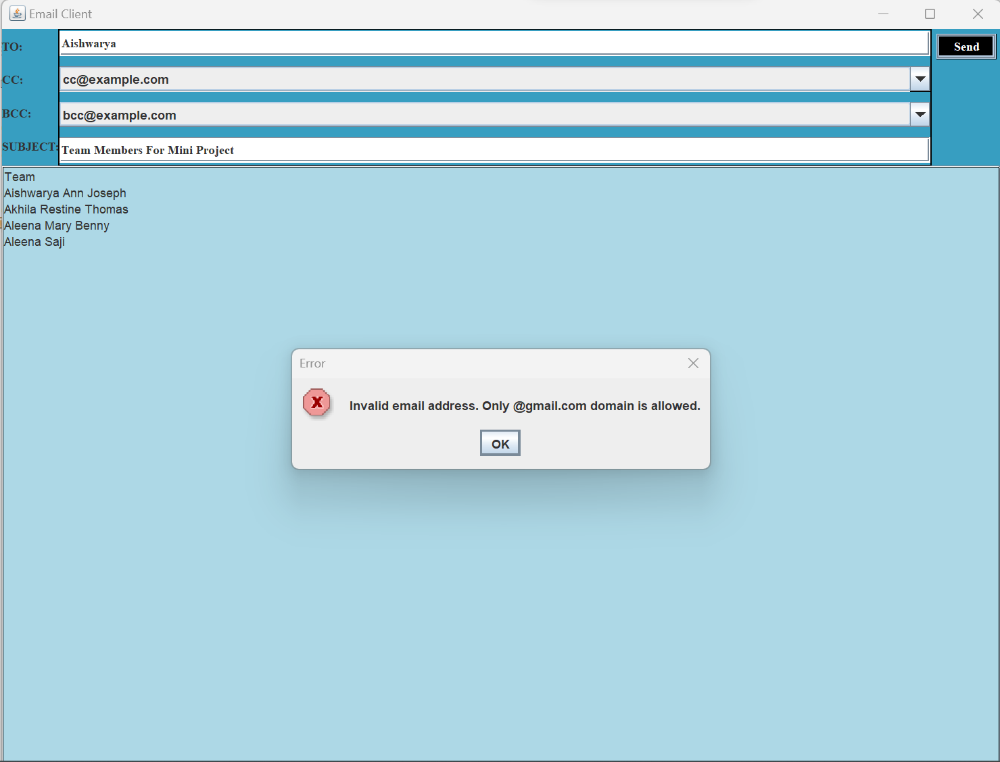 Email Client
TO:
Aishwarya
Send
CC:
cc@example.com
BCC:
bcc@example.com
SUBJECT:
Team Members For Mini Project
Team
Aishwarya Ann Joseph
Akhila Restine Thomas
Aleena Mary Benny
Aleena Saji
Error
Invalid email address. Only @gmail.com domain is allowed.
OK